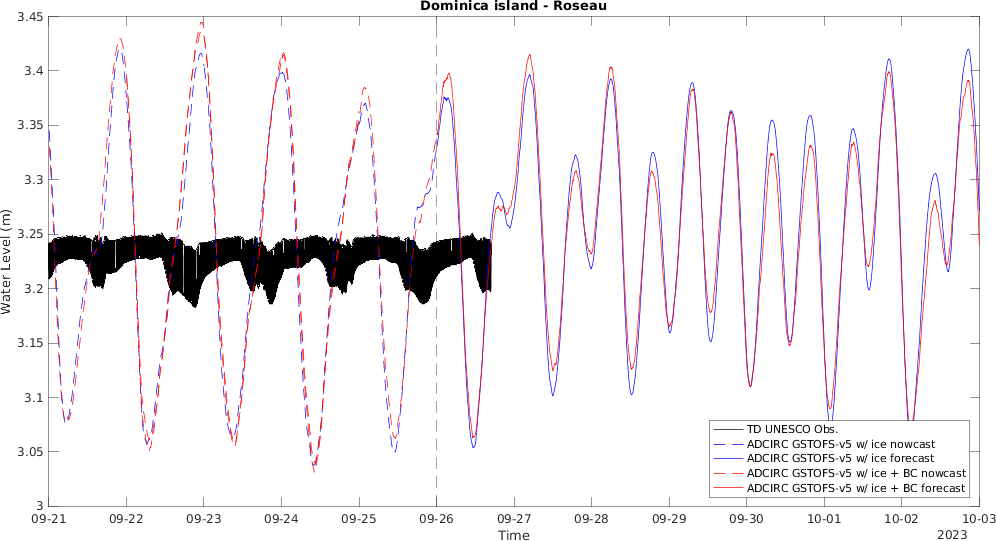 Dominica island - Roseau
3.45
3.4
3.35
3.3
3.25
3.2
3.15
3.1
3.05
3
Water Level (m)
TD UNESCO Obs.
ADCIRC GSTOFS-v5 w/ ice nowcast
ADCIRC GSTOFS-v5 w/ ice forecast
ADCIRC GSTOFS-v5 w/ ice + BC nowcast
ADCIRC GSTOFS-v5 w/ ice + BC forecast
09-21 09-22 09-23 09-24 09-25 09-26 09-27 09-28 09-29 09-30 10-01 10-02 10-03
Time
2023